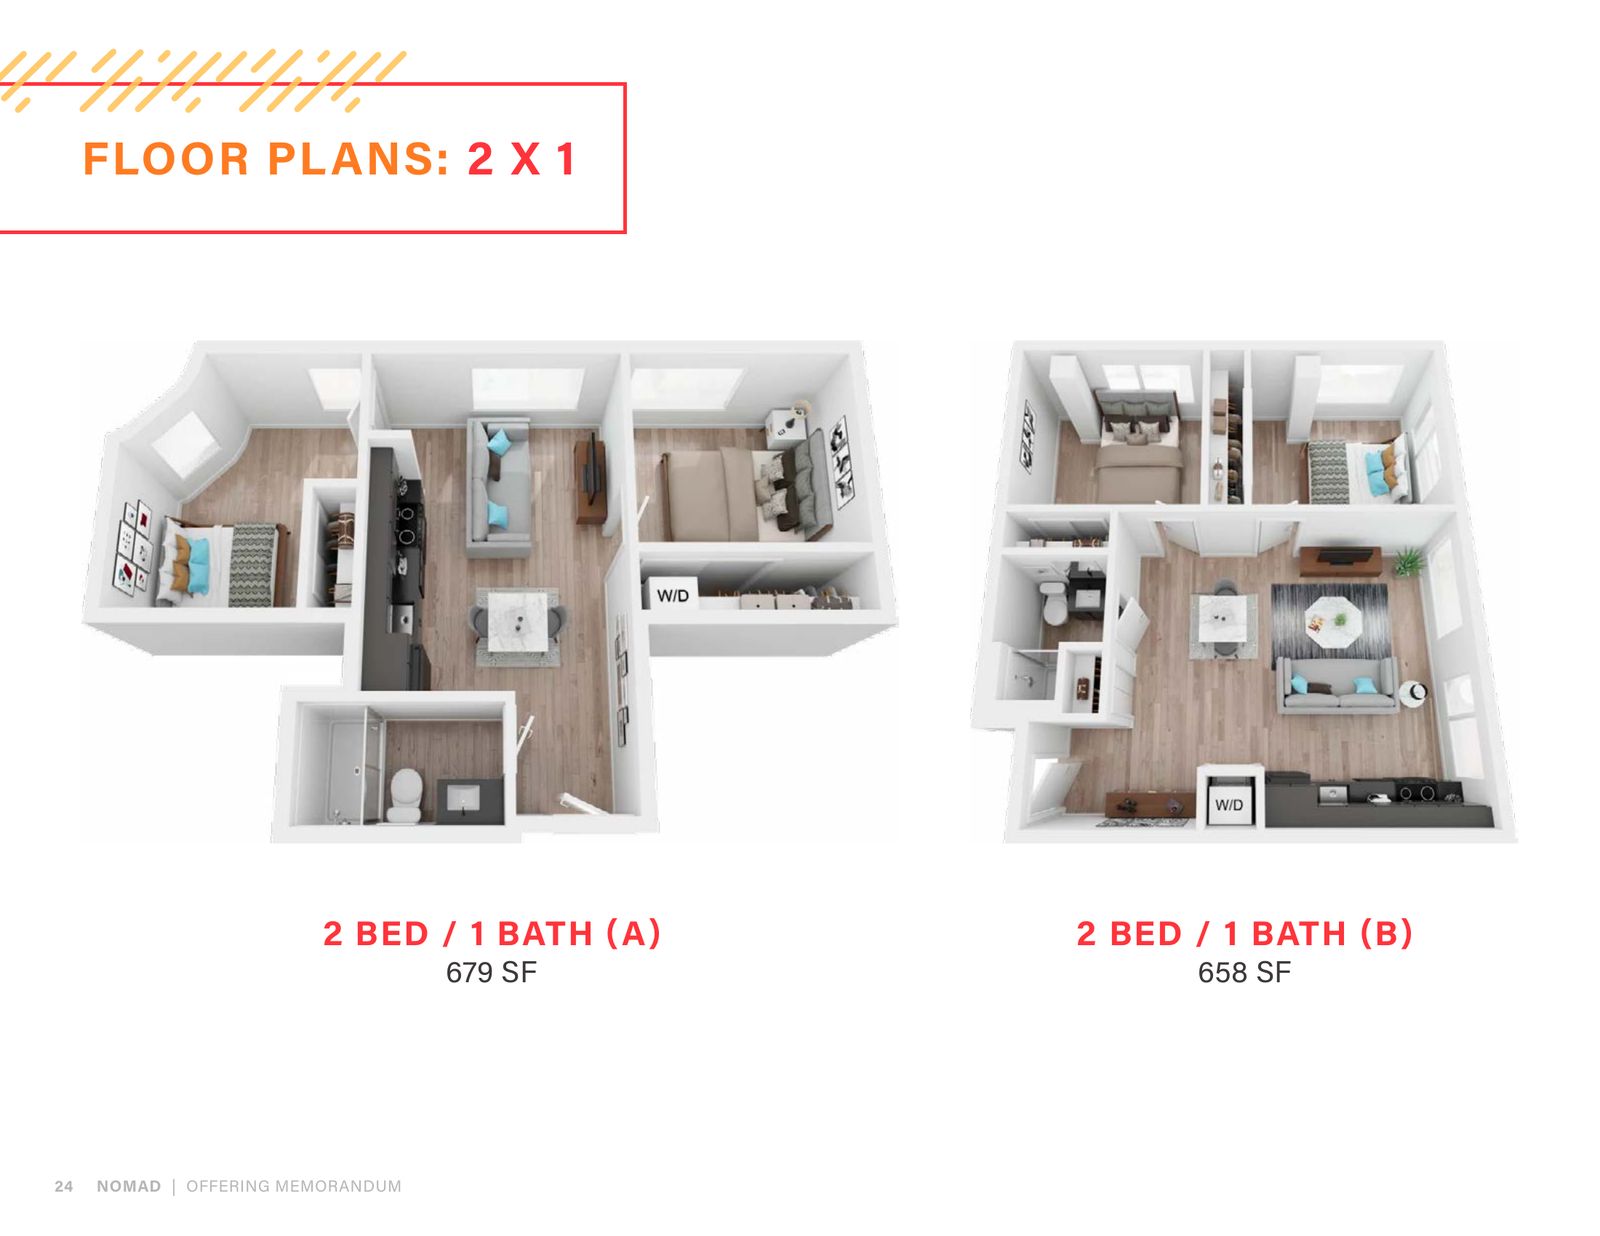 FLOOR PLANS: 2 X 1
W/D
W/D
2 BED / 1 BATH (A)
679 SF
2 BED / 1 BATH (B)
658 SF
24 NOMAD | OFFERING MEMORANDUM